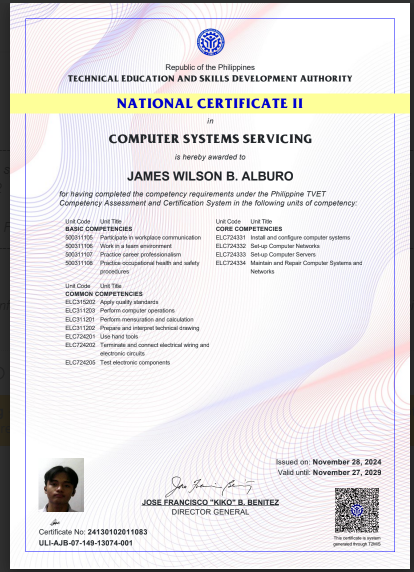 Republic of the Philippines
TECHNICAL EDUCATION AND SKILLS DEVELOPMENT AUTHORITY
NATIONAL CERTIFICATE II
in
COMPUTER SYSTEMS SERVICING
is hereby awarded to
JAMES WILSON B. ALBURO
for having completed the competency requirements under the Philippine TVET
Competency Assessment and Certification System in the following units of competency:
Unit Code Unit Title
BASIC COMPETENCIES
500311105 Participate in workplace communication
500311106 Work in a team environment
500311107 Practice career professionalism
500311108 Practice occupational health and safety
procedures
Unit Code Unit Title
COMMON COMPETENCIES
ELC315202 Apply quality standards
ELC311203 Perform computer operations
ELC311201 Perform mensuration and calculation
ELC311202 Prepare and interpret technical drawing
ELC724201 Use hand tools
ELC724202 Terminate and connect electrical wiring and
electronic circuits
ELC724205 Test electronic components
Unit Code Unit Title
CORE COMPETENCIES
ELC724331 Install and configure computer systems
ELC724332 Set-up Computer Networks
ELC724333 Set-up Computer Servers
ELC724334 Maintain and Repair Computer Systems and
Networks
Issued on: November 28, 2024
Valid until: November 27, 2029
JOSE FRANCISCO "KIKO" B. BENITEZ
DIRECTOR GENERAL
Certificate No: 24130102011083
ULI-AJB-07-149-13074-001
This certificate is system
generated through T2MIS